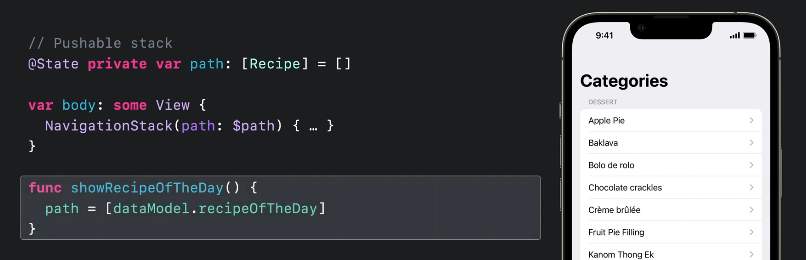 // Pushable stack
@State private var path: [Recipe] = []
var body: some View {
NavigationStack(path: $path) { … }
}
func showRecipeOfTheDay() {
path = [dataModel.recipeOfTheDay]
}
9:41
Categories
DESSERT
Apple Pie
Baklava
Bolo de rolo
Chocolate crackles
Crème brûlée
Fruit Pie Filling
Kanom Thong Ek